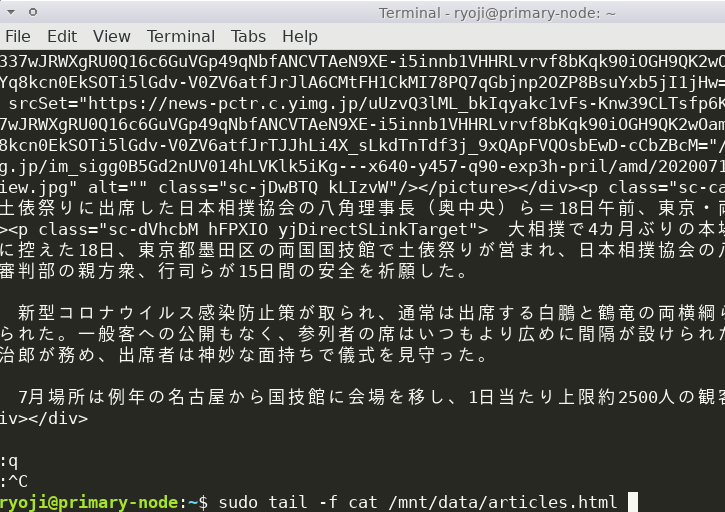 Terminal - ryoji@primary-node: ~
File Edit View Terminal Tabs Help
337wJRWXgRU0Q16c6GuVGp49qNbfANCVTAeN9XE-i5innb1VHHRLvrvf8bKqk90iOGH9QK2wO
Yq8kcn0EkSOTi5lGdv-V0ZV6atfJrJlA6CMtFH1CkMI78PQ7qGbjnp2OZP8BsuYxb5jI1jHw=
srcSet="https://news-pctr.c.yimg.jp/uUzvQ3lML_bkIqyakc1vFs-Knw39CLTsfp6K
7wJRWXgRU0Q16c6GuVGp49qNbfANCVTAeN9XE-i5innb1VHHRLvrvf8bKqk90iOGH9QK2wOam
8kcn0EkSOTi5lGdv-V0ZV6atfJrTJJhLi4X_sLkdTnTdf3j_9xQApFVQOsbEwD-cCbZBcM="/
g.jp/im_sigg0B5Gd2nUV014hLVKlk5iKg---x640-y457-q90-exp3h-pril/amd/2020071
iew.jpg" alt="" class="sc-jDwBTQ kLIzvW"/></picture></div><p class="sc-ca
土俵祭りに出席した日本相撲協会の八角理事長（奥中央）ら＝18日午前、東京・両
><p class="sc-dVhcbM hFPXIO yjDirectSLinkTarget">　大相撲で4カ月ぶりの本場
に控えた18日、東京都墨田区の両国国技館で土俵祭りが営まれ、日本相撲協会の八
審判部の親方衆、行司らが15日間の安全を祈願した。
　新型コロナウイルス感染防止策が取られ、通常は出席する白鵬と鶴竜の両横綱ら
られた。一般客への公開もなく、参列者の席はいつもより広めに間隔が設けられた
治郎が務め、出席者は神妙な面持ちで儀式を見守った。
　7月場所は例年の名古屋から国技館に会場を移し、1日当たり上限約2500人の観客
iv></div>
:q
:^C
ryoji@primary-node:~$ sudo tail -f cat /mnt/data/articles.html